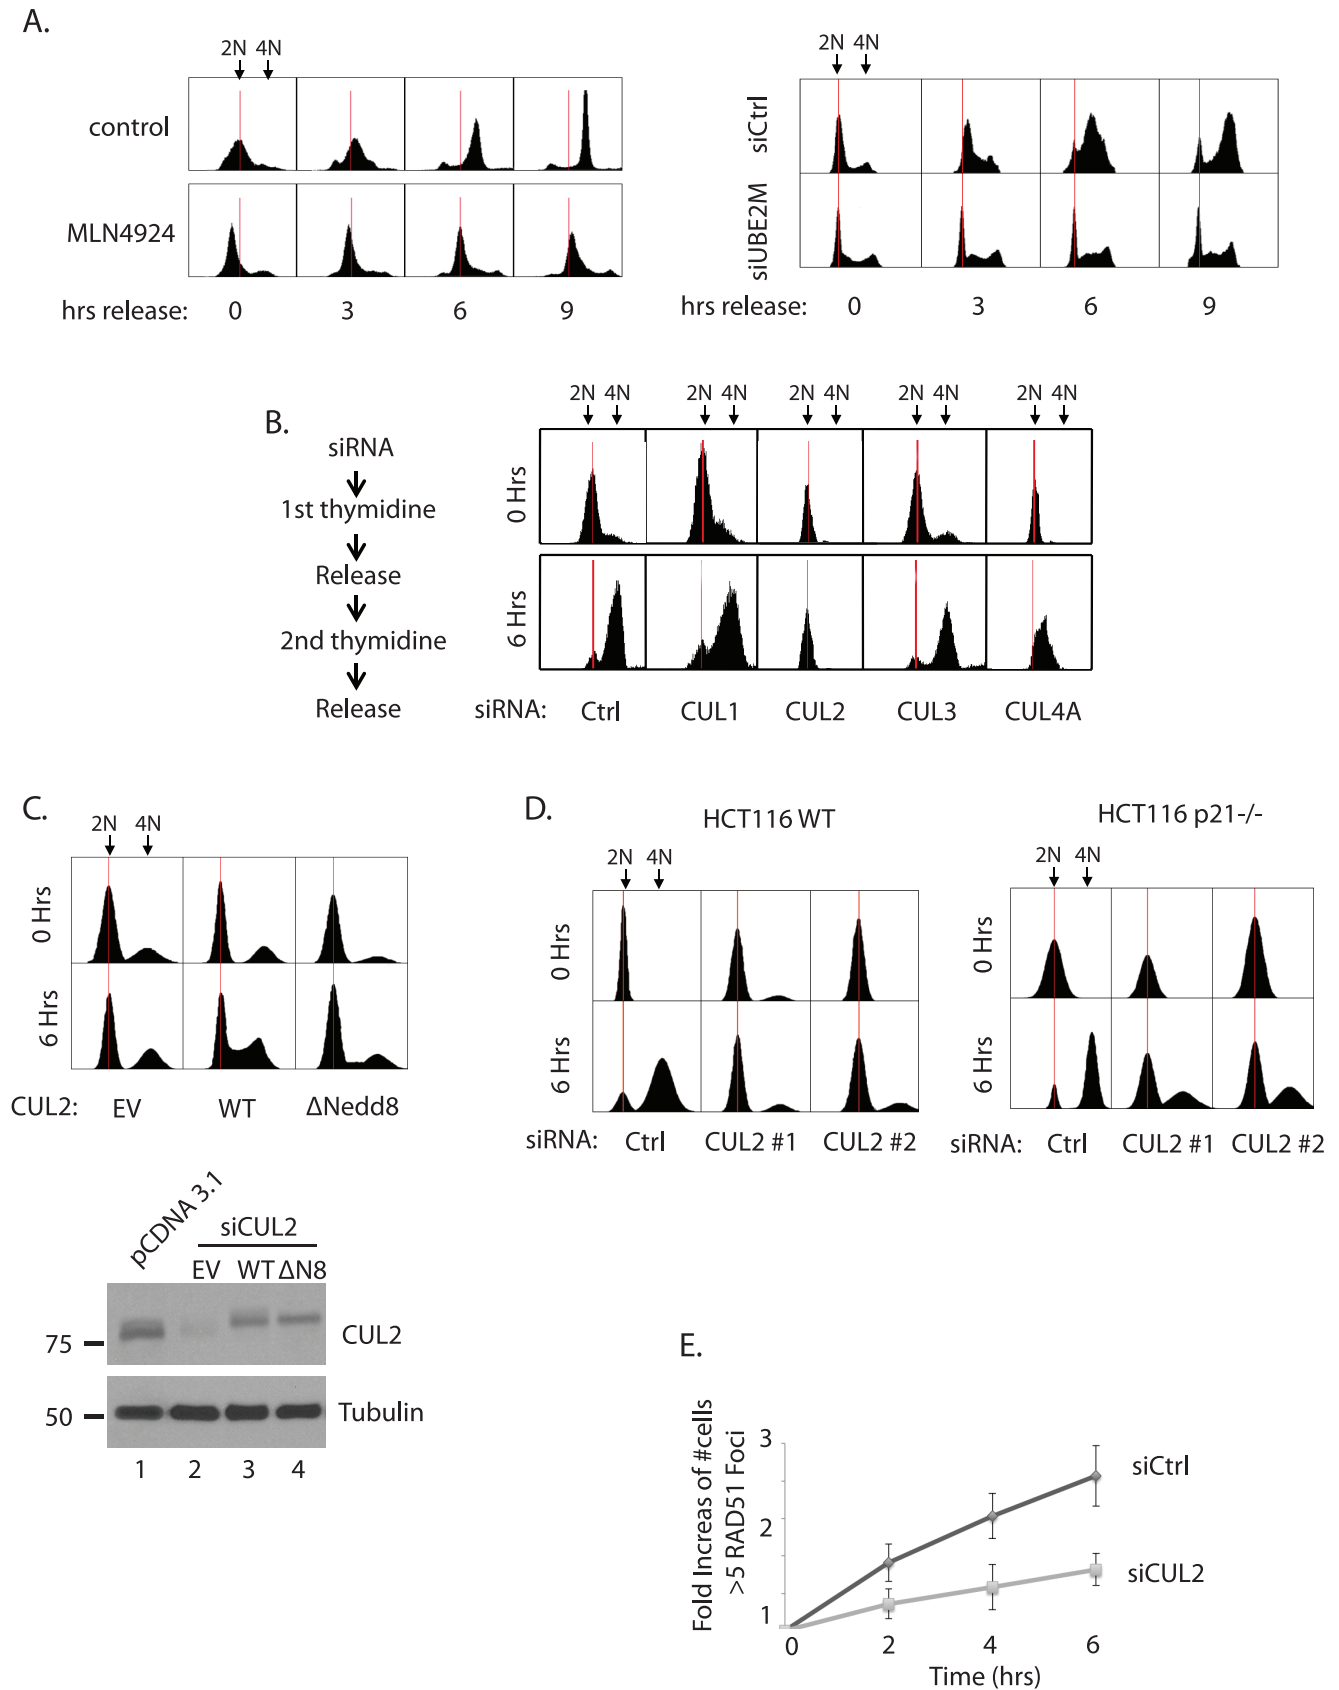 A.
2N 4N
control
MLN4924
hrs release: 0 3 6 9
2N 4N
siCtrl
siUBE2M
hrs release: 0 3 6 9
B.
siRNA
1st thymidine
Release
2nd thymidine
Release
2N 4N 2N 4N 2N 4N 2N 4N 2N 4N
0 Hrs
6 Hrs
siRNA: Ctrl CUL1 CUL2 CUL3 CUL4A
C.
2N 4N
0 Hrs
6 Hrs
CUL2: EV WT ΔNedd8
pCDNA 3.1
siCUL2
EV WT ΔN8
75
CUL2
50
Tubulin
1 2 3 4
D.
HCT116 WT
2N 4N
0 Hrs
6 Hrs
siRNA: Ctrl CUL2 #1 CUL2 #2
HCT116 p21-/-
2N 4N
0 Hrs
6 Hrs
siRNA: Ctrl CUL2 #1 CUL2 #2
E.
Fold Increas of #cells
>5 RAD51 Foci
3
2
1
siCtrl
siCUL2
0 2 4 6
Time (hrs)